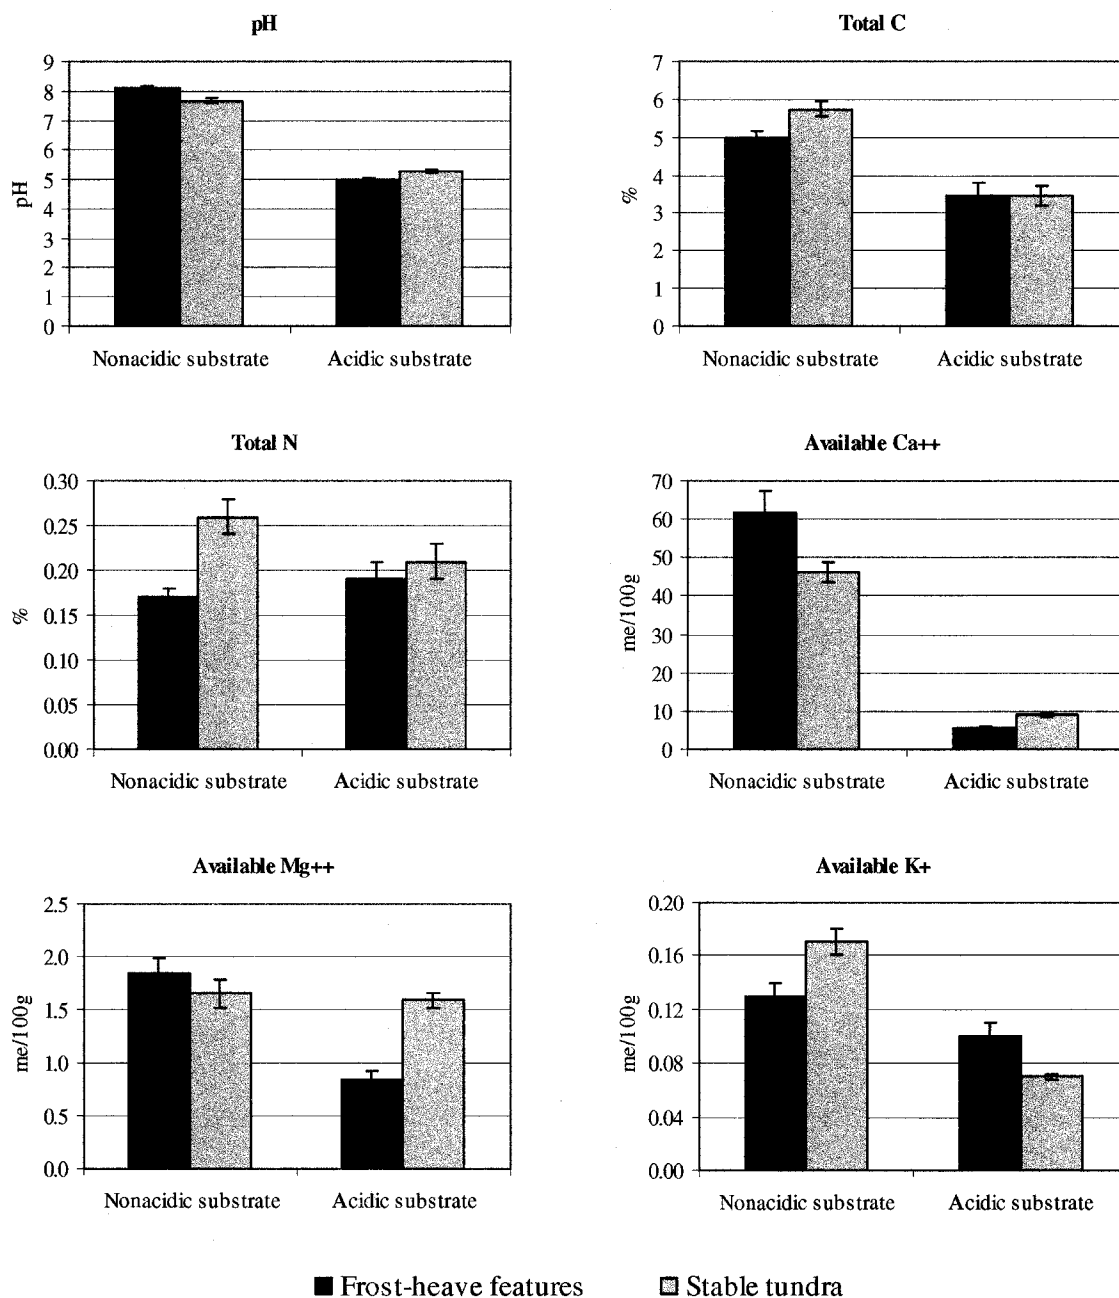 pH
9
8
7
6
5
4
3
2
1
0
pH
Nonacidic substrate
Acidic substrate
Total C
7
6
5
4
3
2
1
0
%
Nonacidic substrate
Acidic substrate
Total N
0.30
0.25
0.20
0.15
0.10
0.05
0.00
%
Nonacidic substrate
Acidic substrate
Available Ca++
70
60
50
40
30
20
10
0
me/100g
Nonacidic substrate
Acidic substrate
Available Mg++
2.5
2.0
1.5
1.0
0.5
0.0
me/100g
Nonacidic substrate
Acidic substrate
Available K+
0.20
0.16
0.12
0.08
0.04
0.00
me/100g
Nonacidic substrate
Acidic substrate
Frost-heave features
Stable tundra